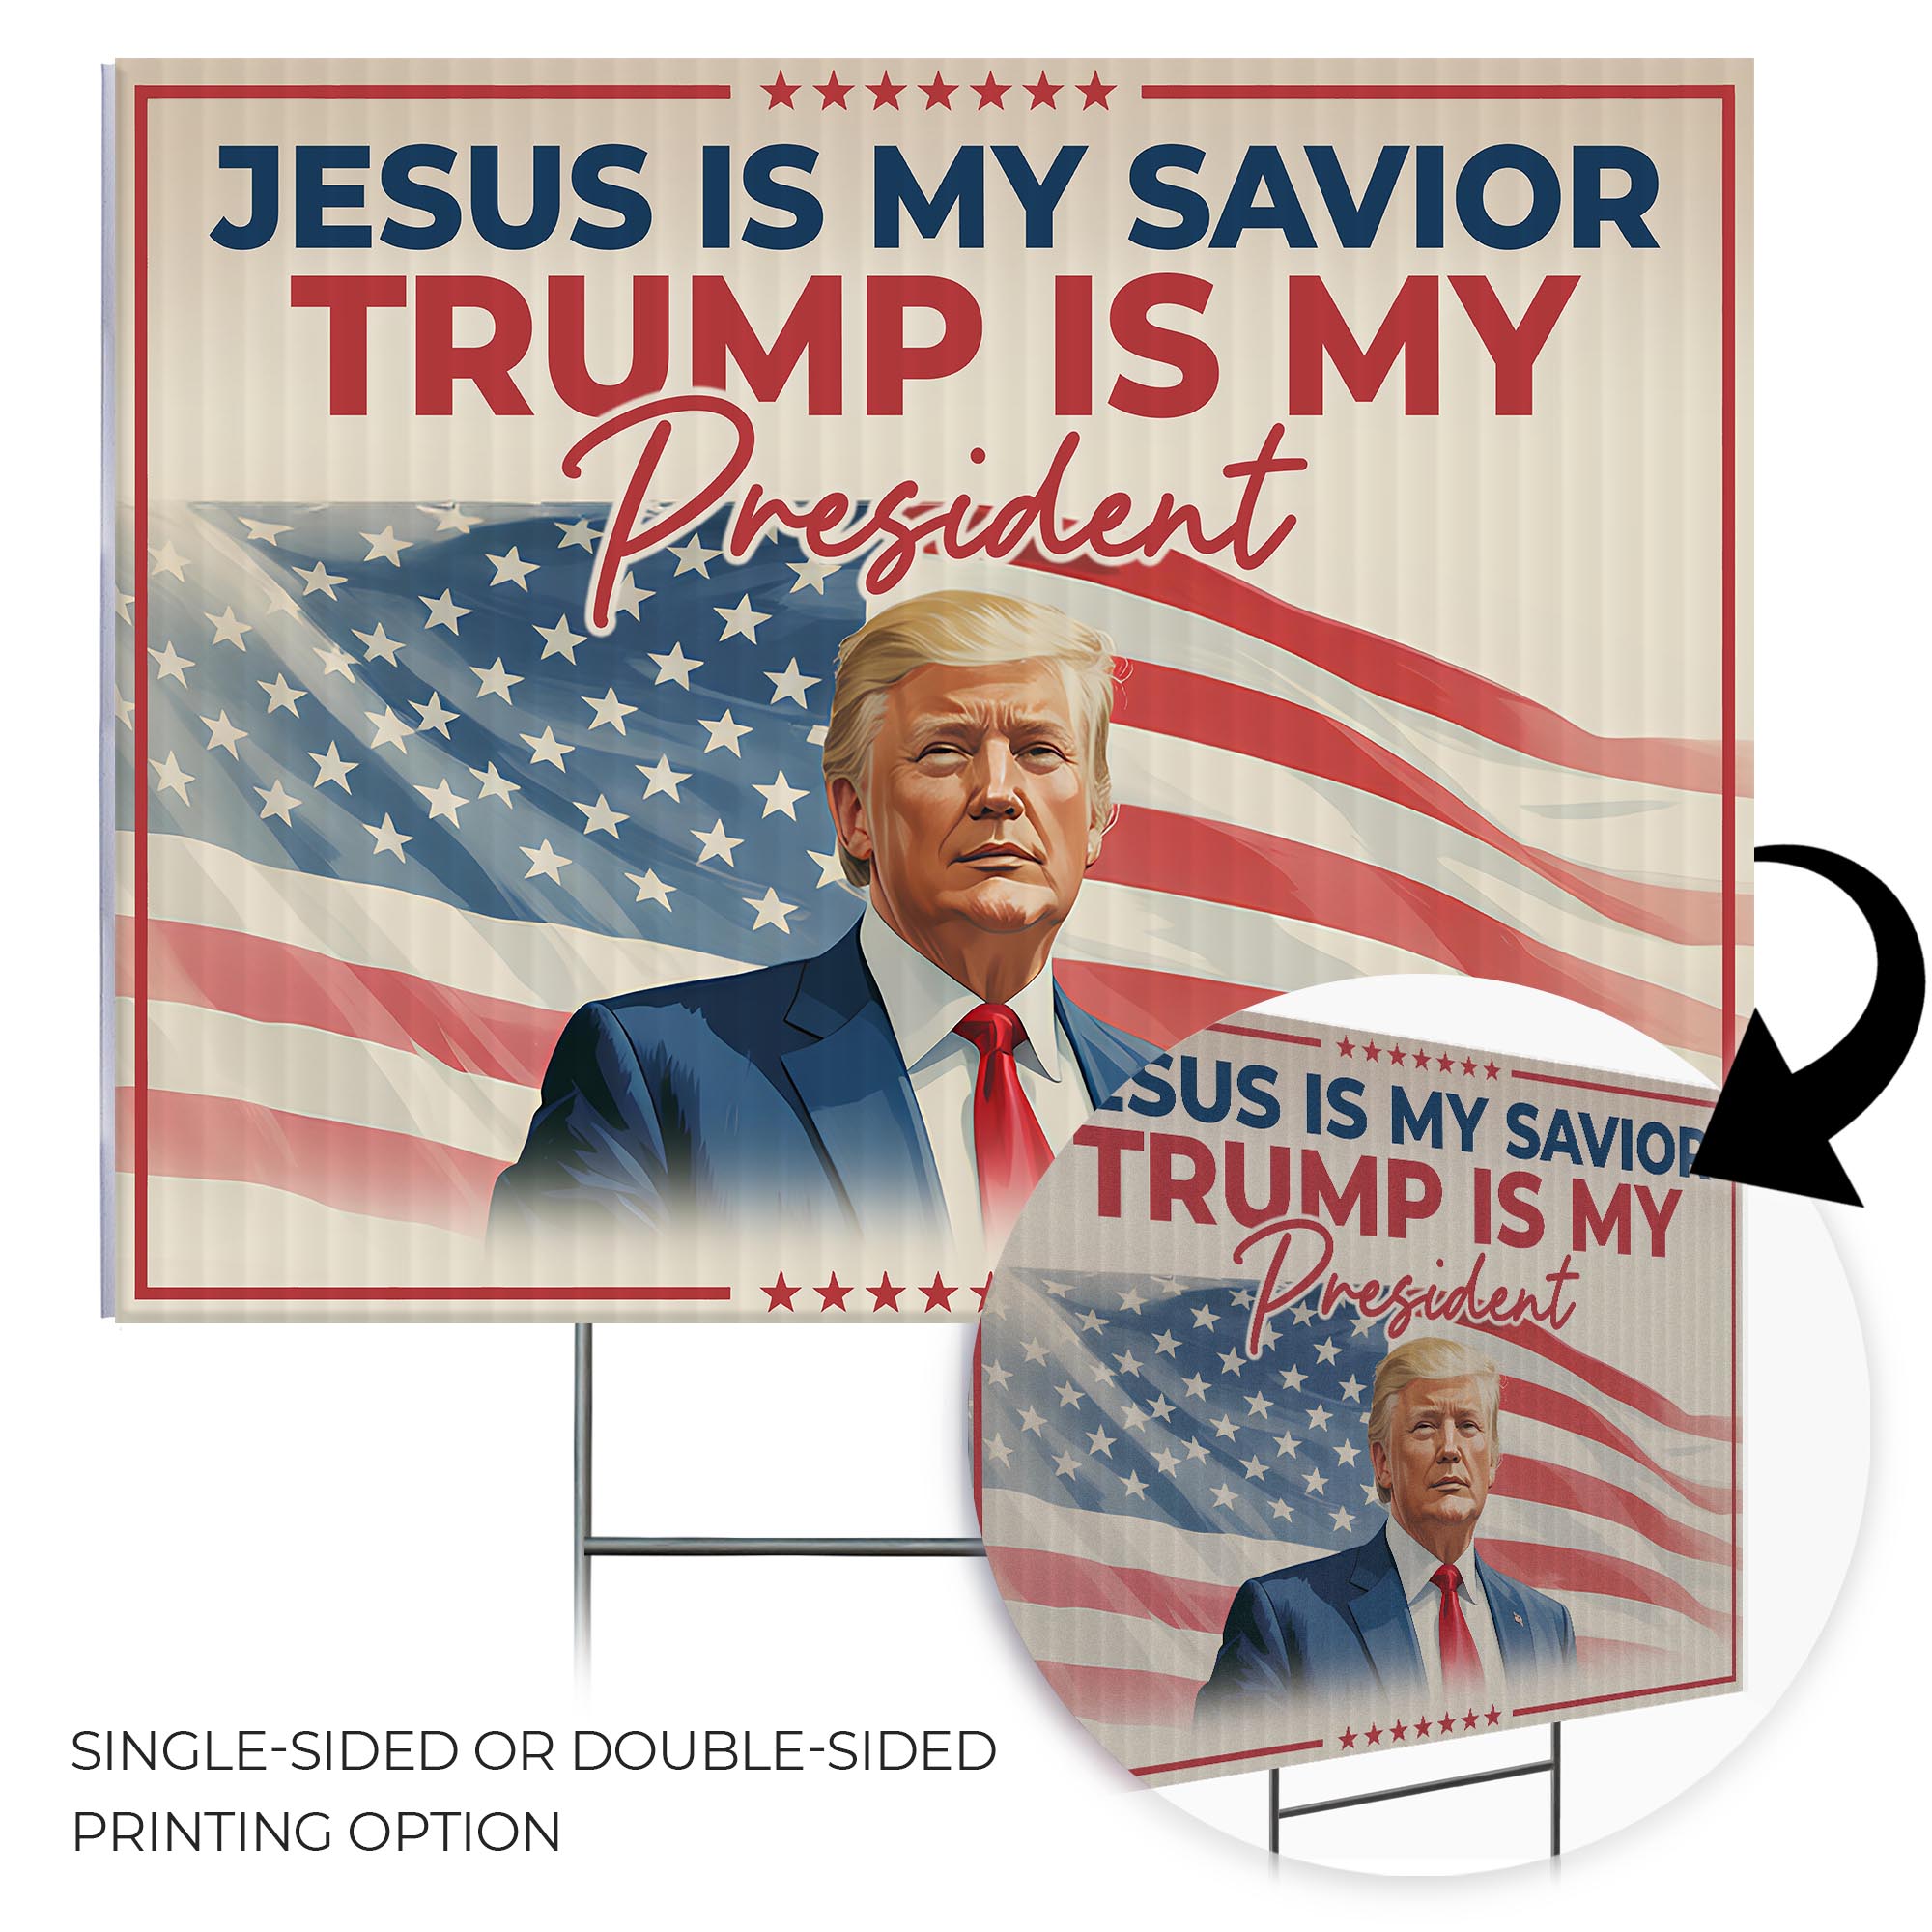 JESUS IS MY SAVIOR
TRUMP IS MY
President
ESUS IS MY SAVIOR
TRUMP IS MY
President
SINGLE-SIDED OR DOUBLE-SIDED
PRINTING OPTION